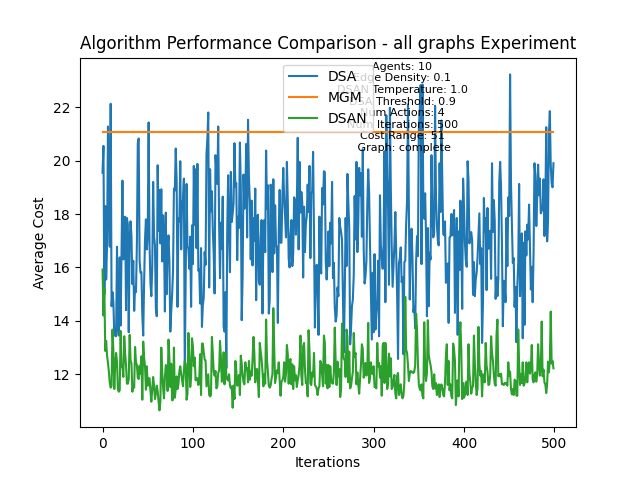 Algorithm Performance Comparison - all graphs Experiment
DSA
MGM
DSAN
Agents: 10
Edge Density: 0.1
DSAN Temperature: 1.0
DSA Threshold: 0.9
Num Actions: 4
Num Iterations: 500
Cost Range: 51
Graph: complete
Average Cost
22
20
18
16
14
12
0
100
200
300
400
500
Iterations